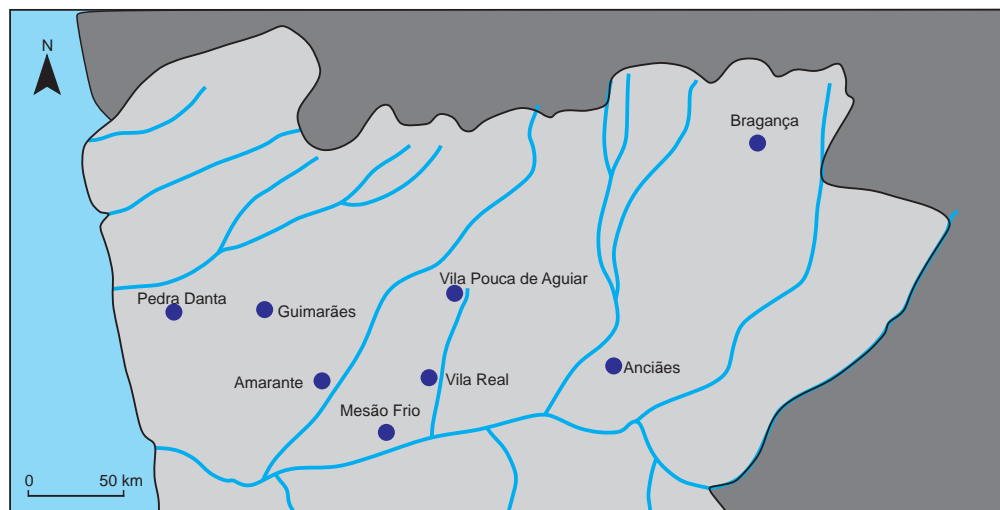 N
Bragança
Vila Pouca de Aguiar
Pedra Danta
Guimarães
Anciães
Amarante
Vila Real
Mesão Frio
0
50 km